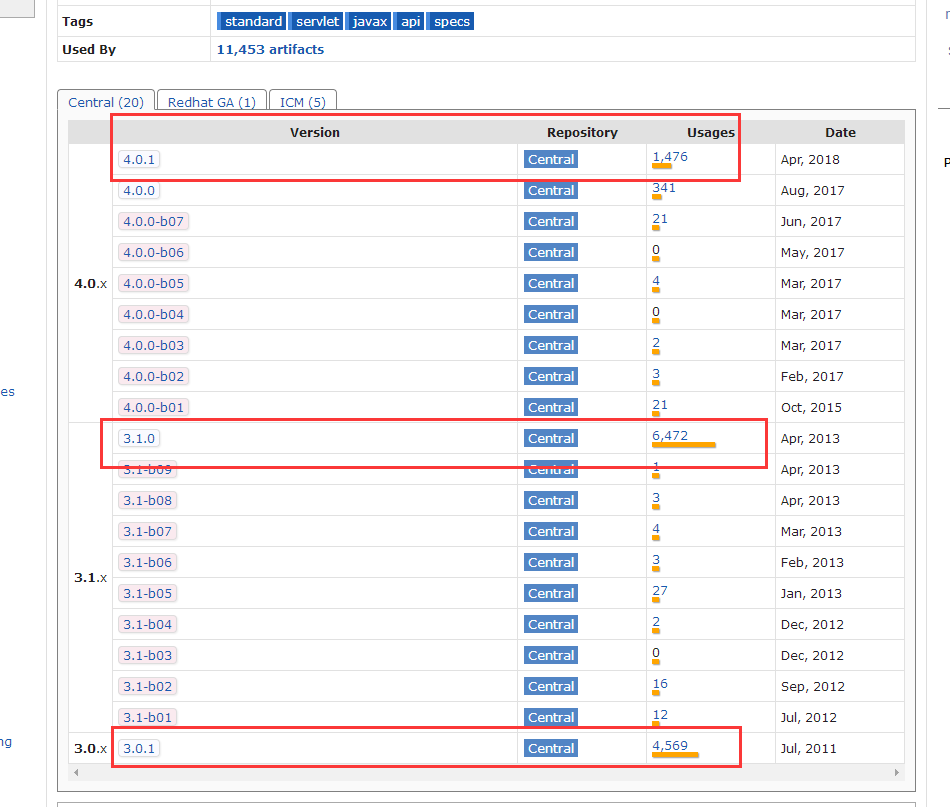 Tags standard servlet javax api specs
Used By 11,453 artifacts
Central (20) Redhat GA (1) ICM (5)
Version Repository Usages Date
4.0.1 Central 1,476 Apr, 2018
4.0.0 Central 341 Aug, 2017
4.0.0-b07 Central 21 Jun, 2017
4.0.0-b06 Central 0 May, 2017
4.0.x 4.0.0-b05 Central 4 Mar, 2017
4.0.0-b04 Central 0 Mar, 2017
4.0.0-b03 Central 2 Mar, 2017
4.0.0-b02 Central 3 Feb, 2017
es
4.0.0-b01 Central 21 Oct, 2015
3.1.0 Central 6,472 Apr, 2013
3.1-b09 Central 1 Apr, 2013
3.1-b08 Central 3 Apr, 2013
3.1-b07 Central 4 Mar, 2013
3.1-b06 Central 3 Feb, 2013
3.1.x
3.1-b05 Central 27 Jan, 2013
3.1-b04 Central 2 Dec, 2012
3.1-b03 Central 0 Dec, 2012
3.1-b02 Central 16 Sep, 2012
3.1-b01 Central 12 Jul, 2012
ng
3.0.x 3.0.1 Central 4,569 Jul, 2011